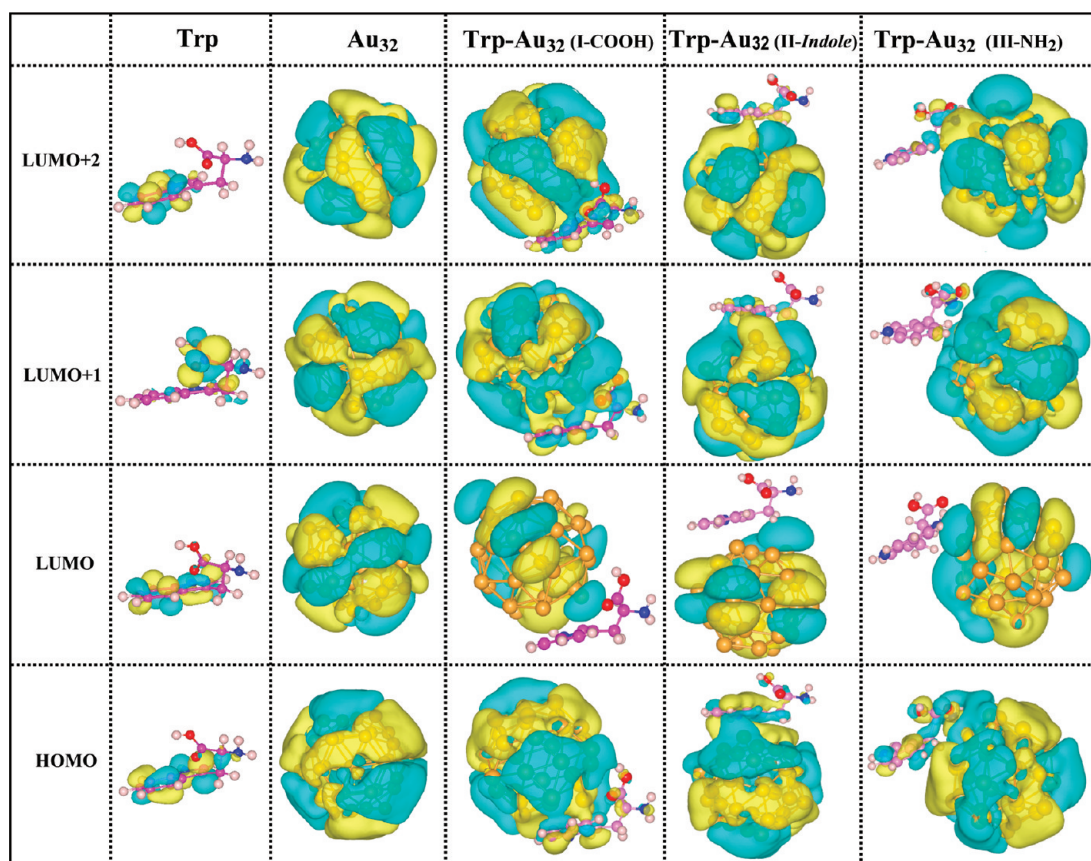 Trp Au32 Trp-Au32 (I-COOH) Trp-Au32 (II-Indole) Trp-Au32 (III-NH2)
LUMO+2
LUMO+1
LUMO
HOMO